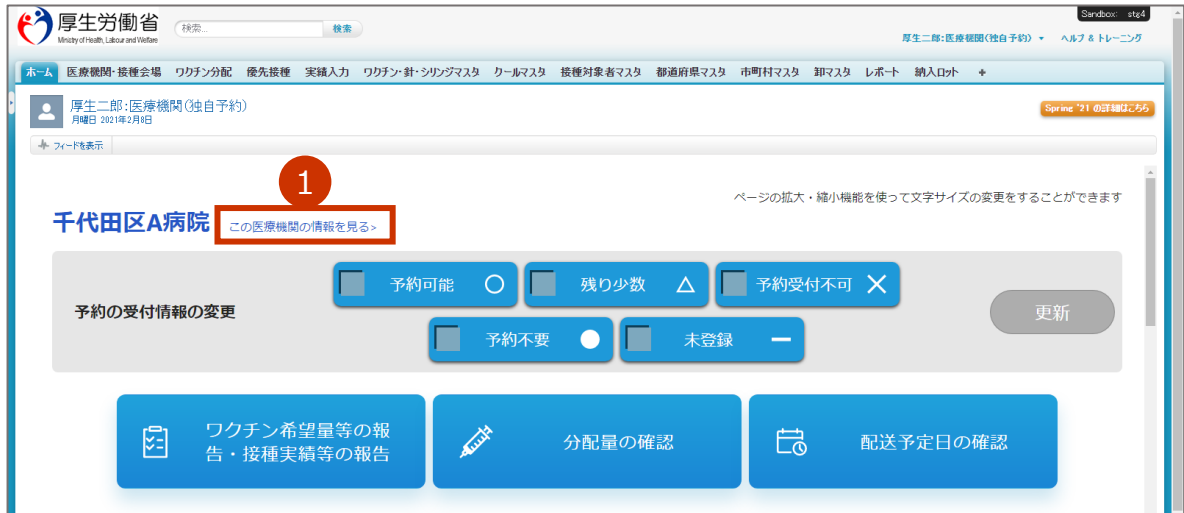 Sandbox: stg4
厚生労働省
Ministry of Health, Labour and Welfare
検索...
検索
厚生二郎:医療機関(独自予約)
ヘルプ & トレーニング
ホーム 医療機関・接種会場 ワクチン分配 優先接種 実績入力 ワクチン・針・シリンジマスタ クールマスタ 接種対象者マスタ 都道府県マスタ 市町村マスタ 卸マスタ レポート 納入ロット +
厚生二郎:医療機関(独自予約)
月曜日 2021年2月8日
Spring '21 の詳細はこちら
フィードを表示
1
ページの拡大・縮小機能を使って文字サイズの変更をすることができます
千代田区A病院 この医療機関の情報を見る>
予約の受付情報の変更
予約可能 ○
残り少数 △
予約受付不可 ×
予約不要 ●
未登録 ー
更新
ワクチン希望量等の報
告・接種実績等の報告
分配量の確認
配送予定日の確認